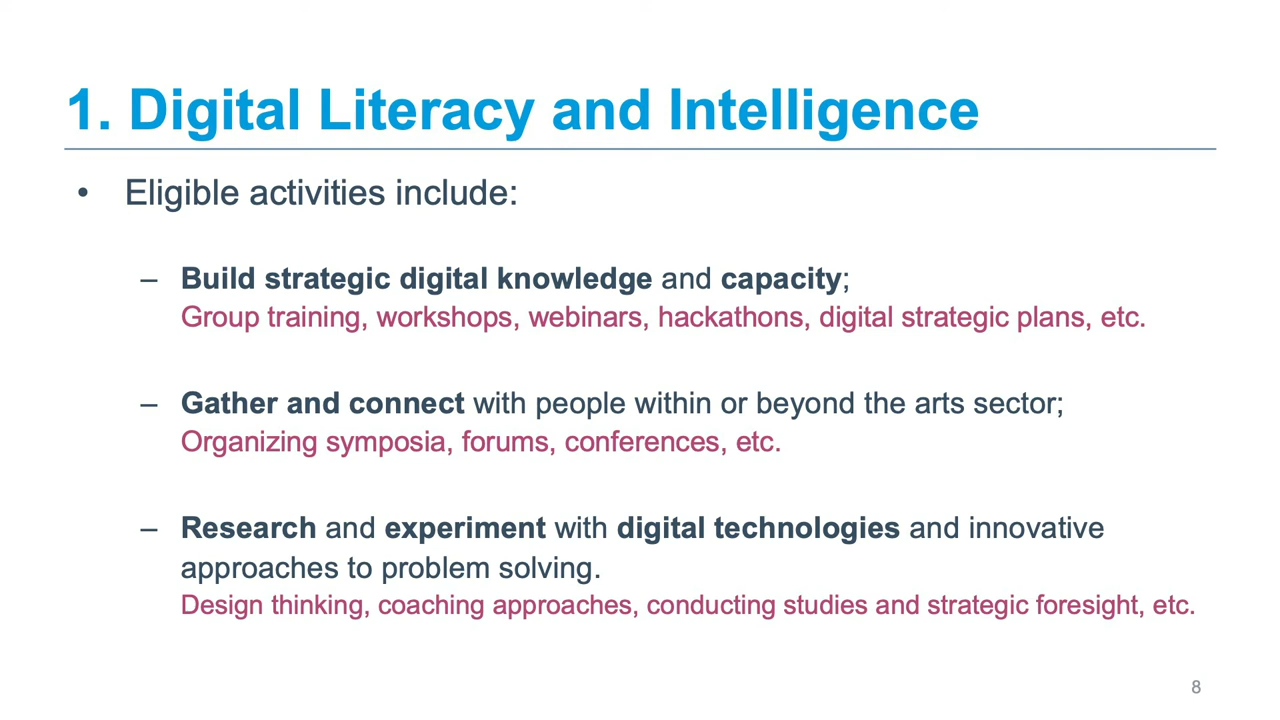 1. Digital Literacy and Intelligence
• Eligible activities include:
– Build strategic digital knowledge and capacity;
Group training, workshops, webinars, hackathons, digital strategic plans, etc.
– Gather and connect with people within or beyond the arts sector;
Organizing symposia, forums, conferences, etc.
– Research and experiment with digital technologies and innovative
approaches to problem solving.
Design thinking, coaching approaches, conducting studies and strategic foresight, etc.
8